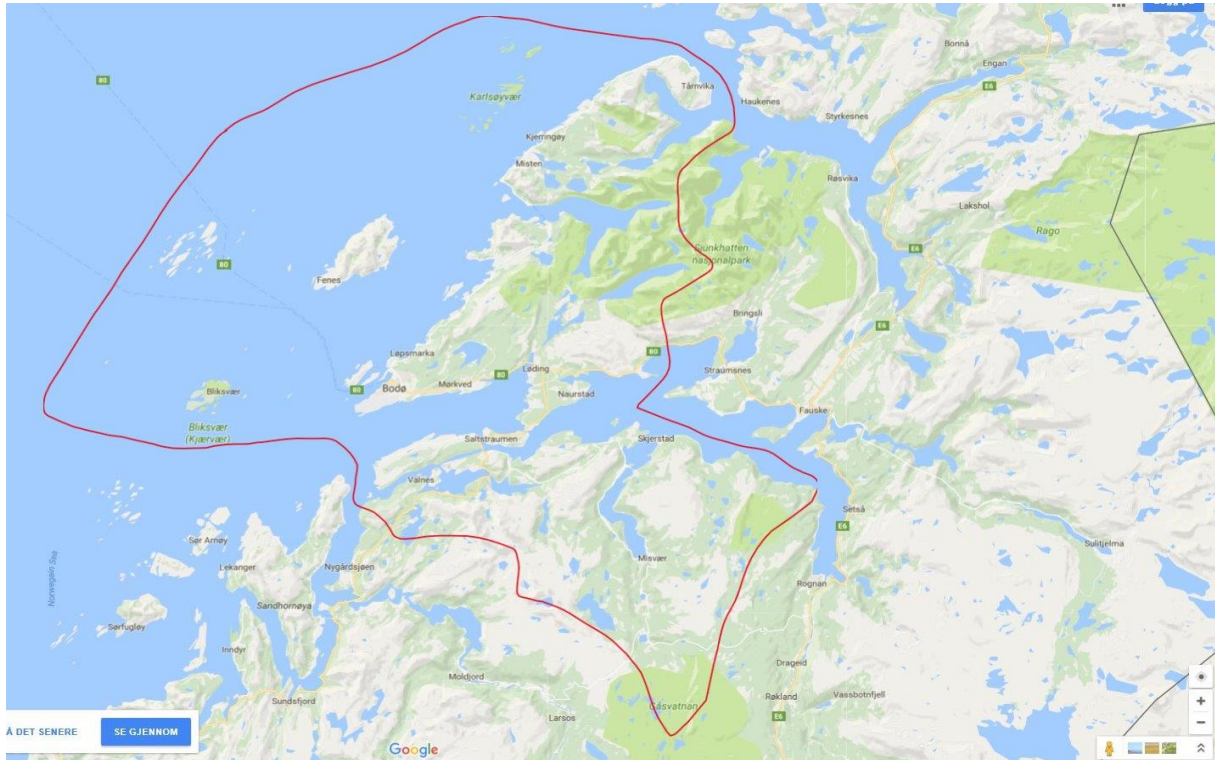 80
Karlsøyvær
Tårnvika
Haukenes
Styrkesnes
Bonnå
Engan
E6
Kjerringøy
Misten
Røsvika
Lakshol
Rago
E6
Sjunkhatten
nasjonalpark
80
Fenes
Bringsli
E6
Løpsmarka
80
Løding
80
Straumsnes
80
Bodø
Mørkved
Naurstad
Fauske
Bliksvær
Bliksvær
(Kjærvær)
Saltstraumen
Skjerstad
Valnes
Setså
E6
Sulitjelma
Sør Arnøy
Lekanger
Nygårdsjøen
Misvær
Rognan
Norwegian Sea
Sandhornøya
Sørfugløy
Inndyr
Moldjord
Drageid
Sundsfjord
Larsos
Gåsvatnan
Røkland
Vassbotnfjell
E6
Å DET SENERE
SE GJENNOM
Google